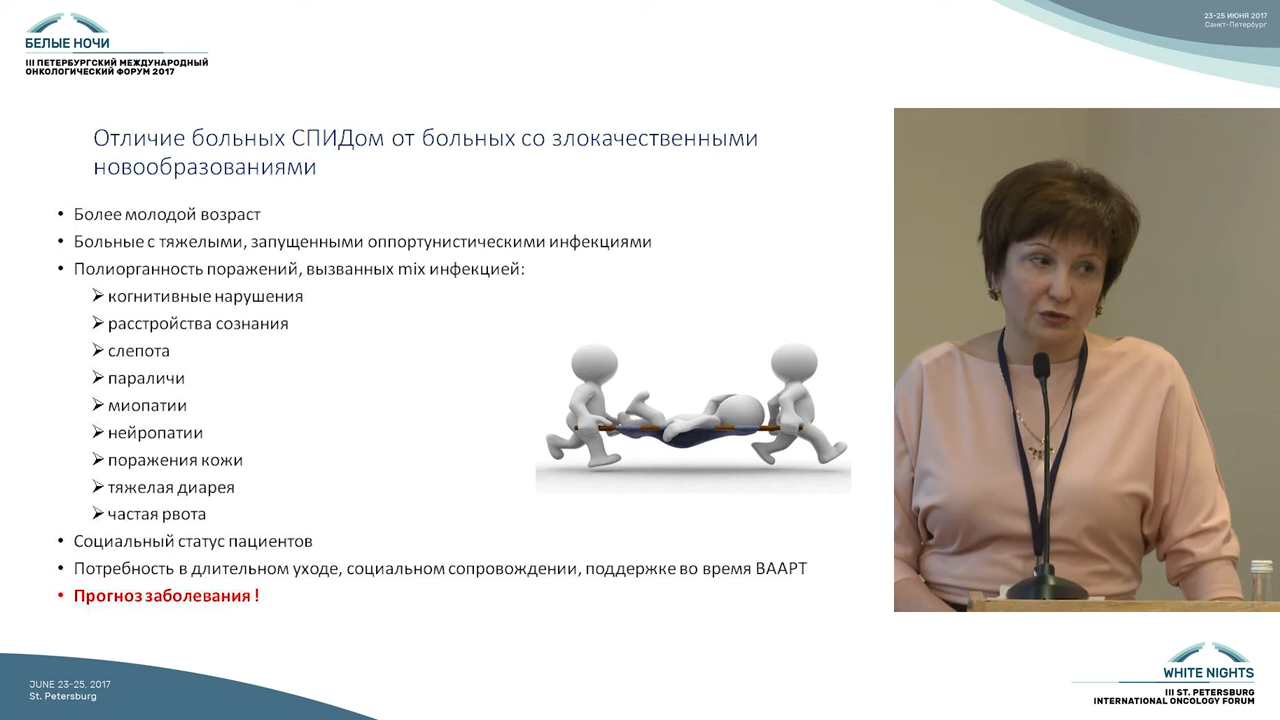 БЕЛЫЕ НОЧИ
III ПЕТЕРБУРГСКИЙ МЕЖДУНАРОДНЫЙ
ОНКОЛОГИЧЕСКИЙ ФОРУМ 2017
23-25 ИЮНЯ 2017
Санкт-Петербург
Отличие больных СПИДом от больных со злокачественными
новообразованиями
• Более молодой возраст
• Больные с тяжелыми, запущенными оппортунистическими инфекциями
• Полиорганность поражений, вызванных mix инфекцией:
➢ когнитивные нарушения
➢ расстройства сознания
➢ слепота
➢ параличи
➢ миопатии
➢ нейропатии
➢ поражения кожи
➢ тяжелая диарея
➢ частая рвота
• Социальный статус пациентов
• Потребность в длительном уходе, социальном сопровождении, поддержке во время ВААРТ
• Прогноз заболевания !
JUNE 23-25, 2017
St. Petersburg
WHITE NIGHTS
III ST. PETERSBURG
INTERNATIONAL ONCOLOGY FORUM